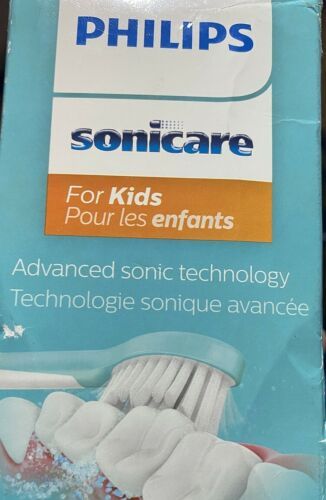 PHILIPS
sonicare
For Kids
Pour les enfants
Advanced sonic technology
Technologie sonique avancée